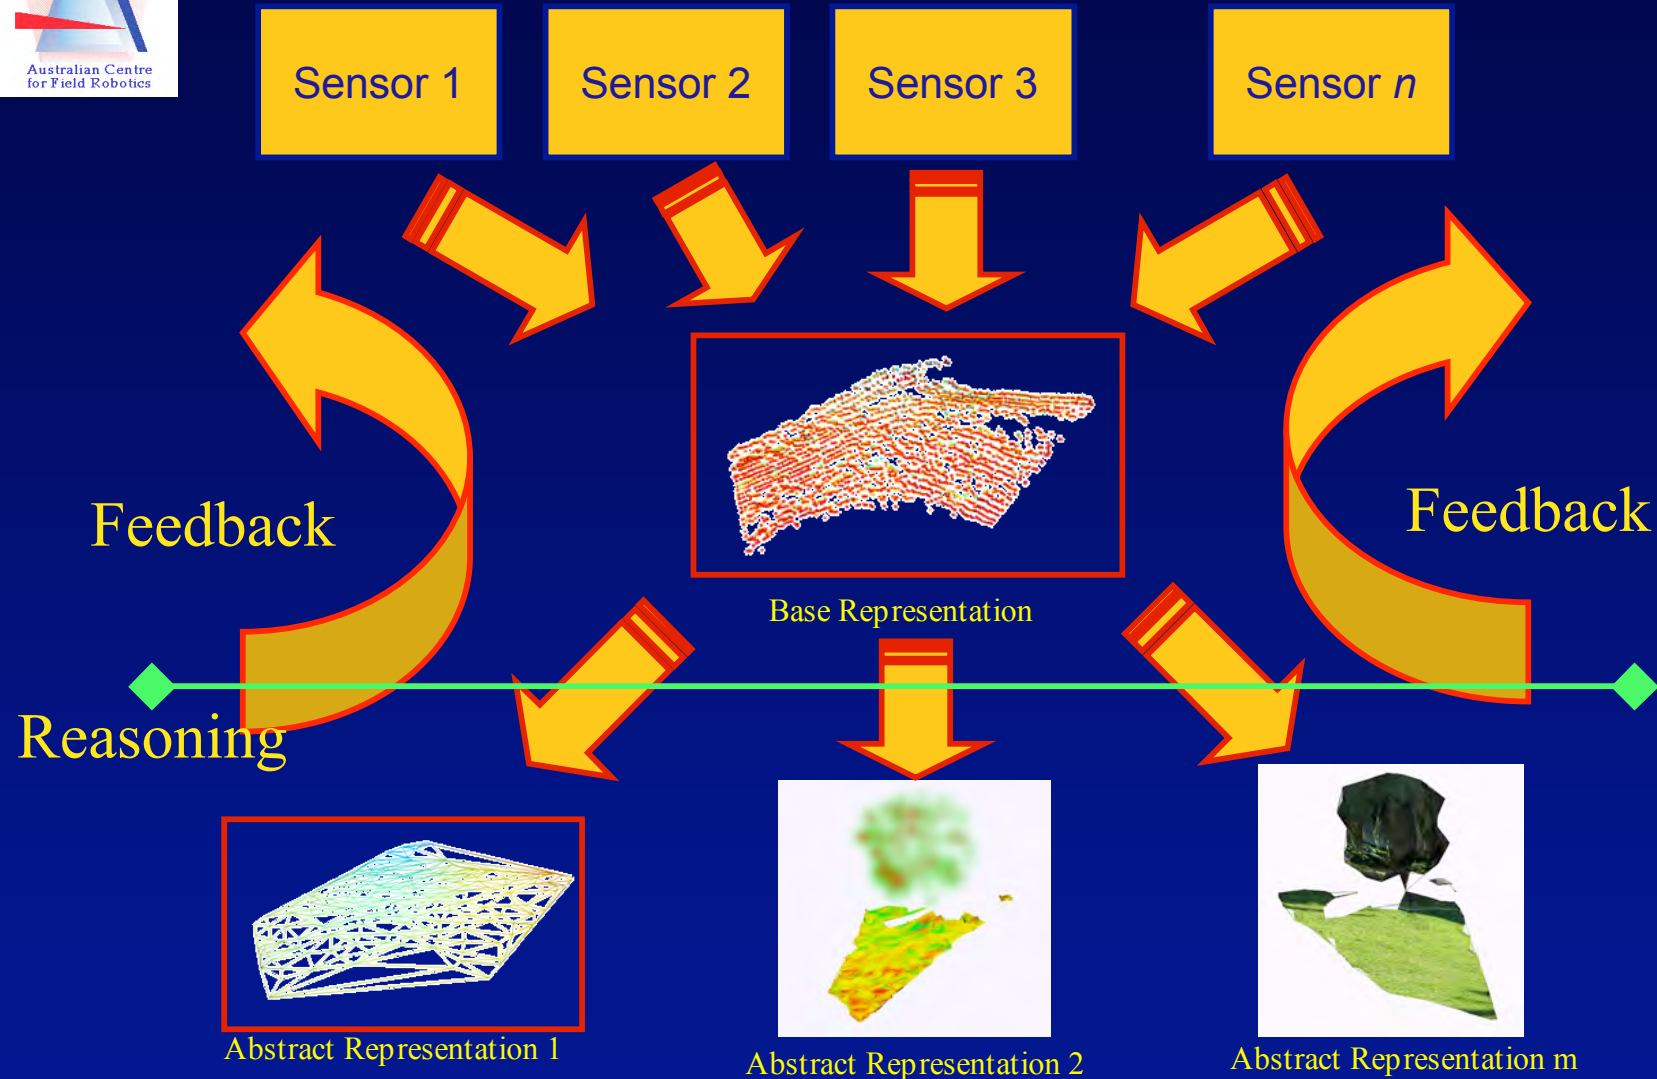 Australian Centre
for Field Robotics
Sensor 1
Sensor 2
Sensor 3
Sensor n
Feedback
Feedback
Base Representation
Reasoning
Abstract Representation 1
Abstract Representation 2
Abstract Representation m